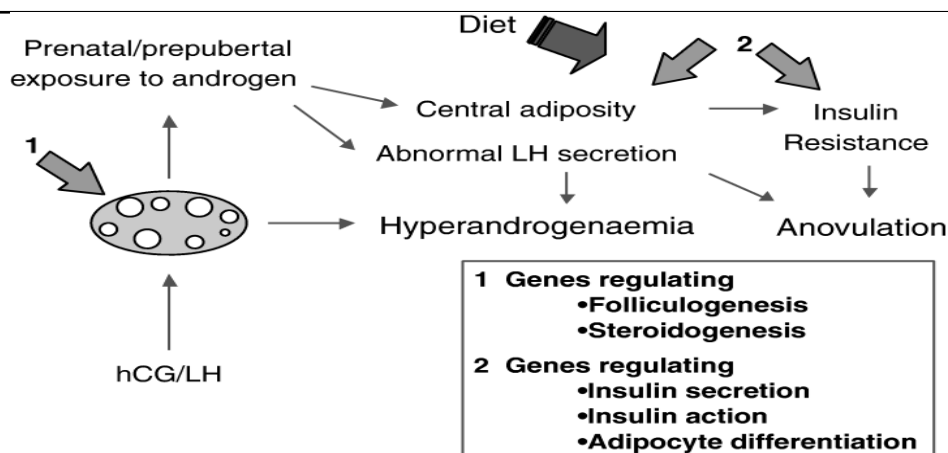 Diet
Prenatal/prepubertal
exposure to androgen
2
Central adiposity
Insulin
Resistance
1
Abnormal LH secretion
Hyperandrogenaemia
Anovulation
hCG/LH
1 Genes regulating
•Folliculogenesis
•Steroidogenesis
2 Genes regulating
•Insulin secretion
•Insulin action
•Adipocyte differentiation